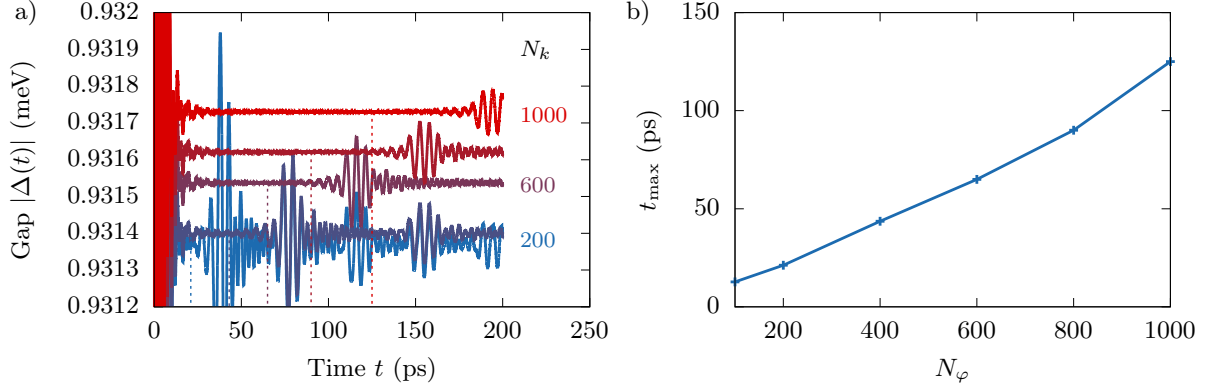 a)
Gap |Δ(t)| (meV)
0.932
0.9319
0.9318
0.9317
0.9316
0.9315
0.9314
0.9313
0.9312
0 50 100 150 200 250
Time t (ps)
N_k
1000
600
200
b)
t_max (ps)
150
100
50
0
200 400 600 800 1000
N_φ